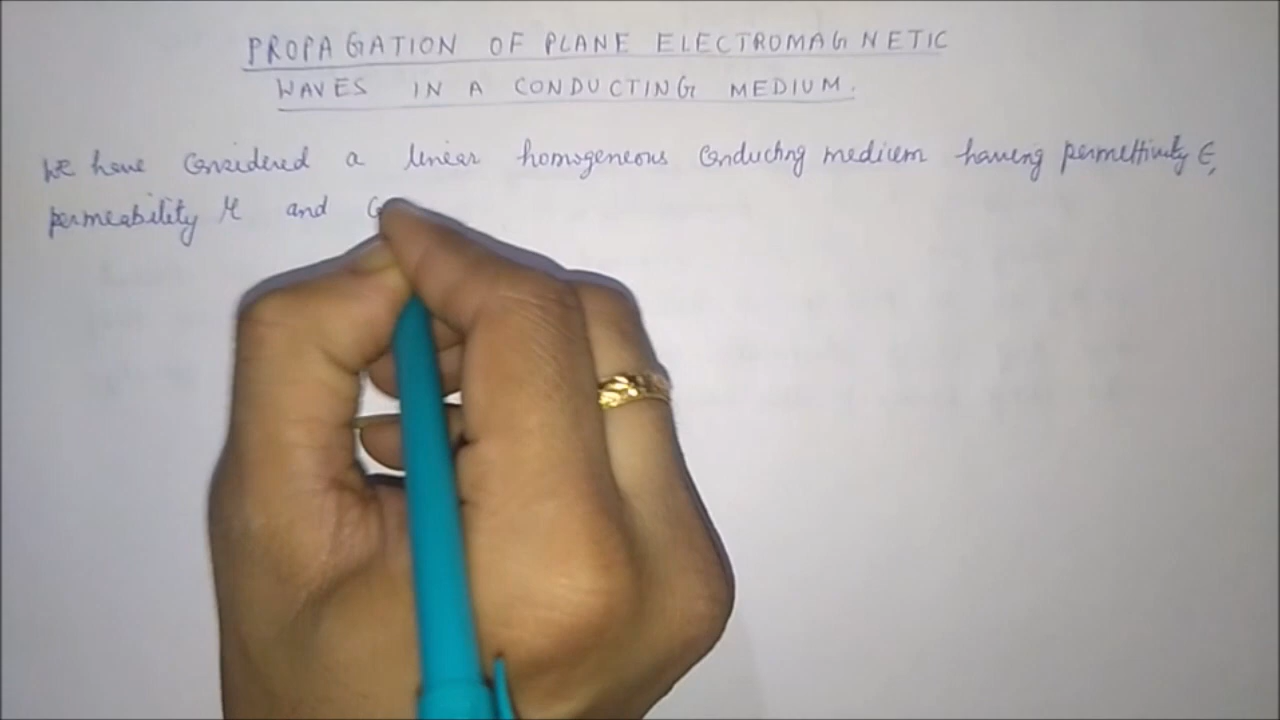 PROPAGATION OF PLANE ELECTROMAGNETIC
WAVES IN A CONDUCTING MEDIUM.
We have considered a linear homogeneous conducting medium having permittivity ϵ,
permeability μ and